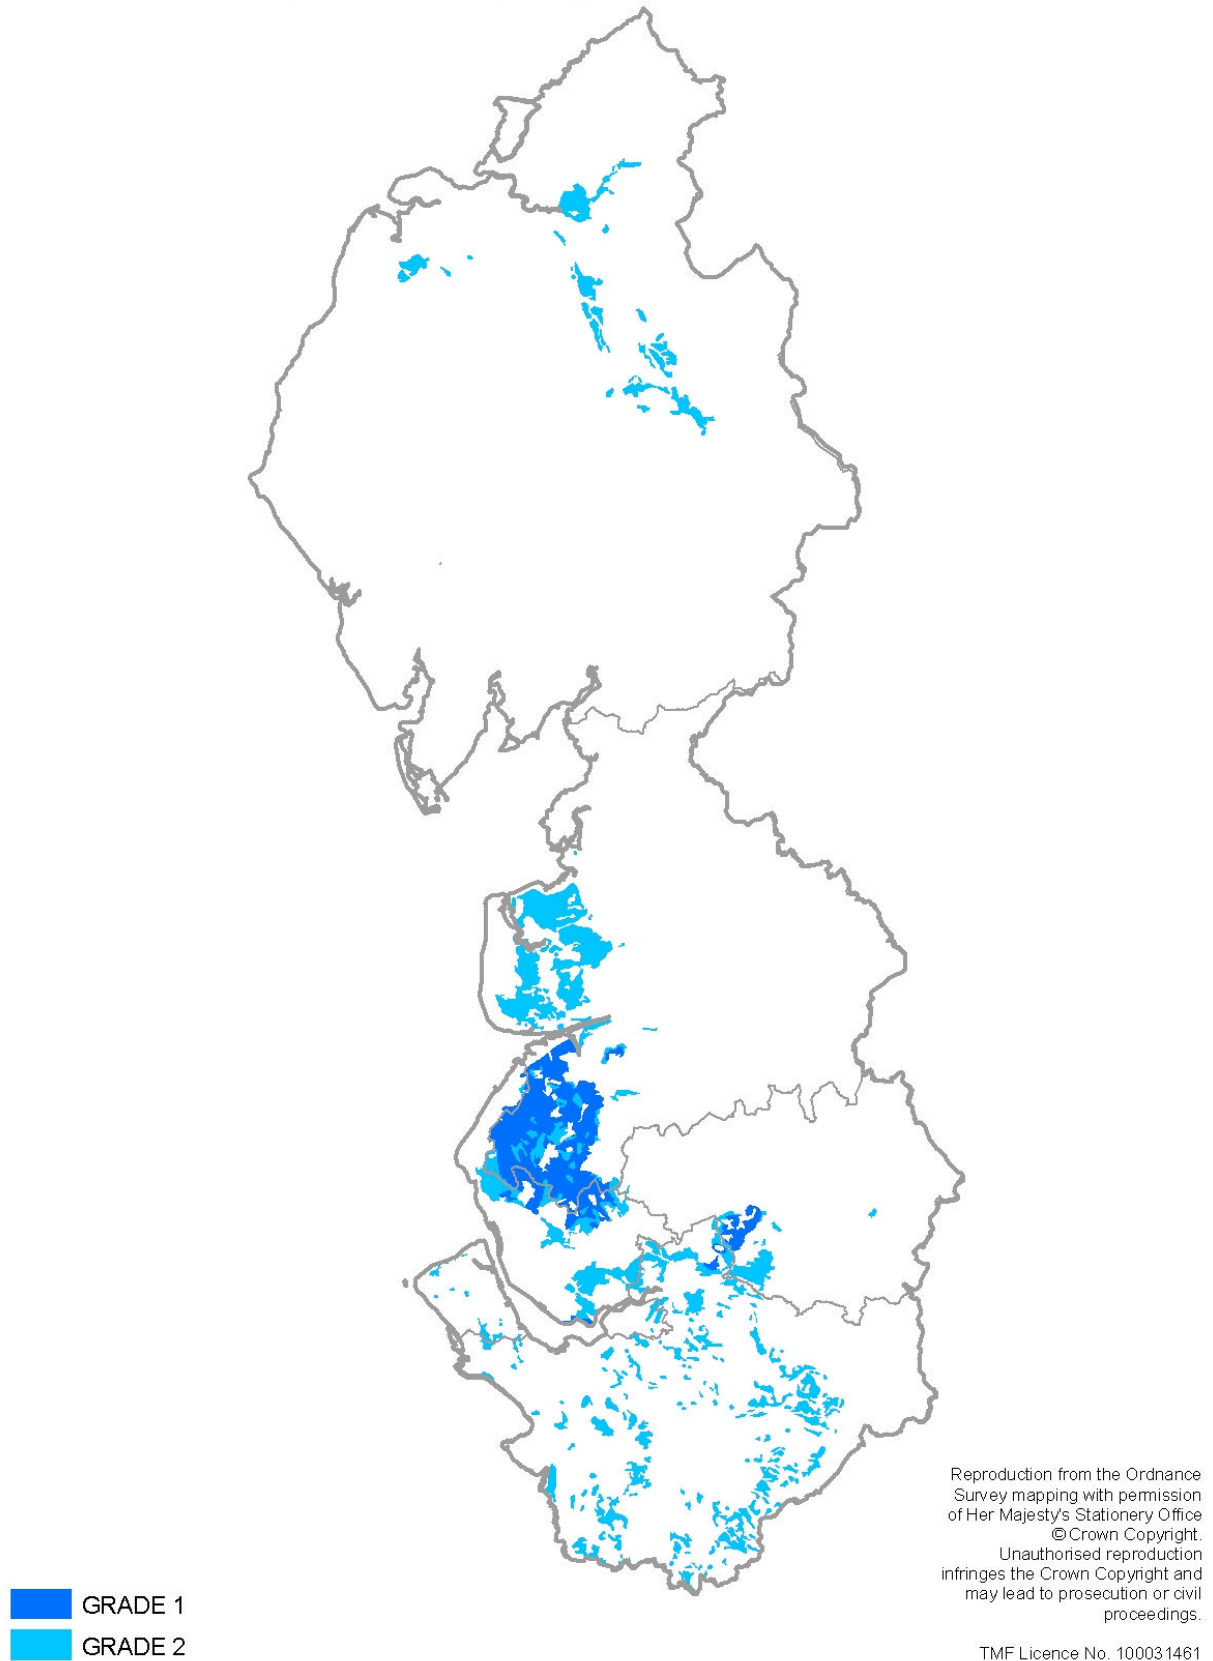 Reproduction from the Ordnance
Survey mapping with permission
of Her Majesty's Stationery Office
© Crown Copyright.
Unauthorised reproduction
infringes the Crown Copyright and
may lead to prosecution or civil
proceedings.
GRADE 1
GRADE 2
TMF Licence No. 100031461